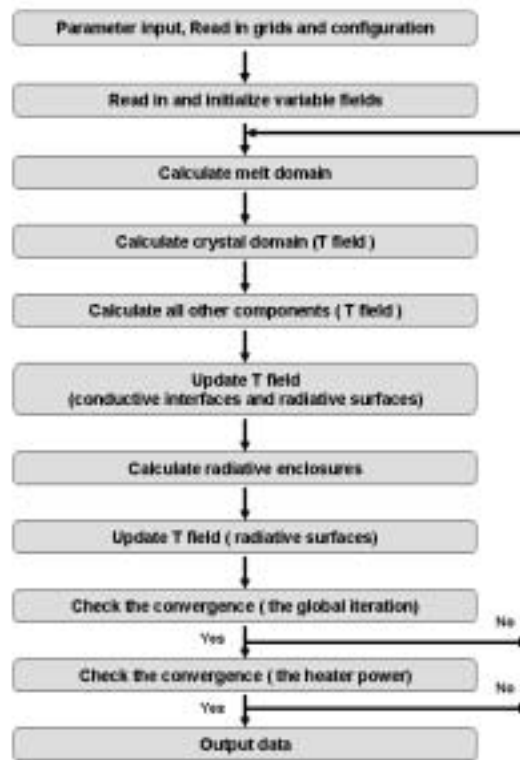 Parameter input, Read in grids and configuration
Read in and initialize variable fields
Calculate melt domain
Calculate crystal domain (T field )
Calculate all other components ( T field )
Update T field
(conductive interfaces and radiative surfaces)
Calculate radiative enclosures
Update T field ( radiative surfaces)
Check the convergence ( the global iteration)
No
Yes
Check the convergence ( the heater power)
No
Yes
Output data